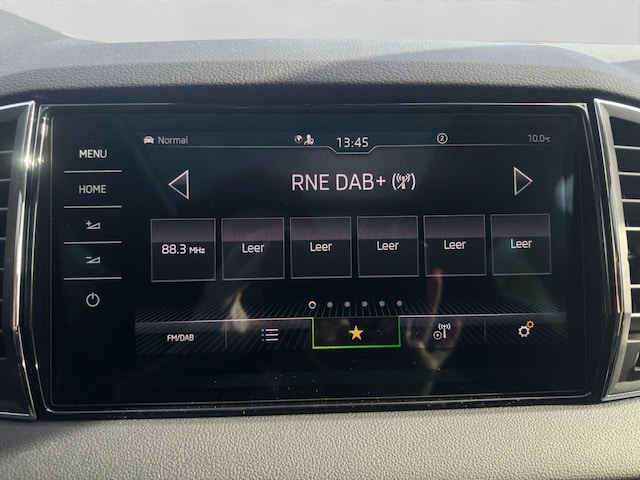 MENU
HOME
Normal
13:45
2
10.0°C
RNE DAB+
88.3 MHz
Leer
Leer
Leer
Leer
Leer
FM/DAB